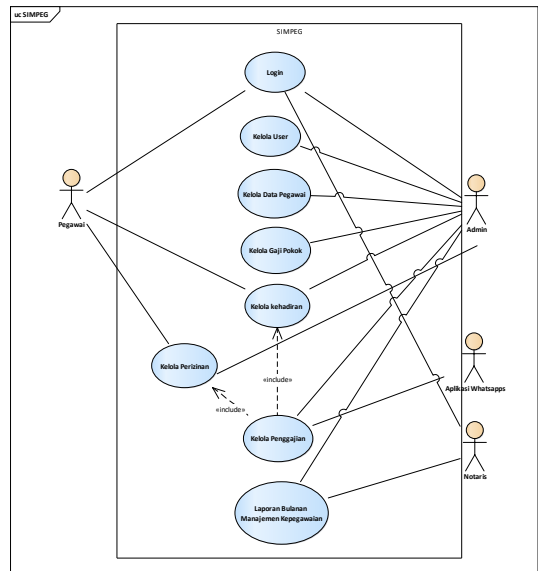 uc SIMPEG
SIMPEG
Login
Kelola User
Kelola Data Pegawai
Pegawai
Admin
Kelola Gaji Pokok
Kelola kehadiran
Kelola Perizinan
Aplikasi Whatsapps
«include»
«include»
Kelola Penggajian
Notaris
Laporan Bulanan
Manajemen Kepegawaian